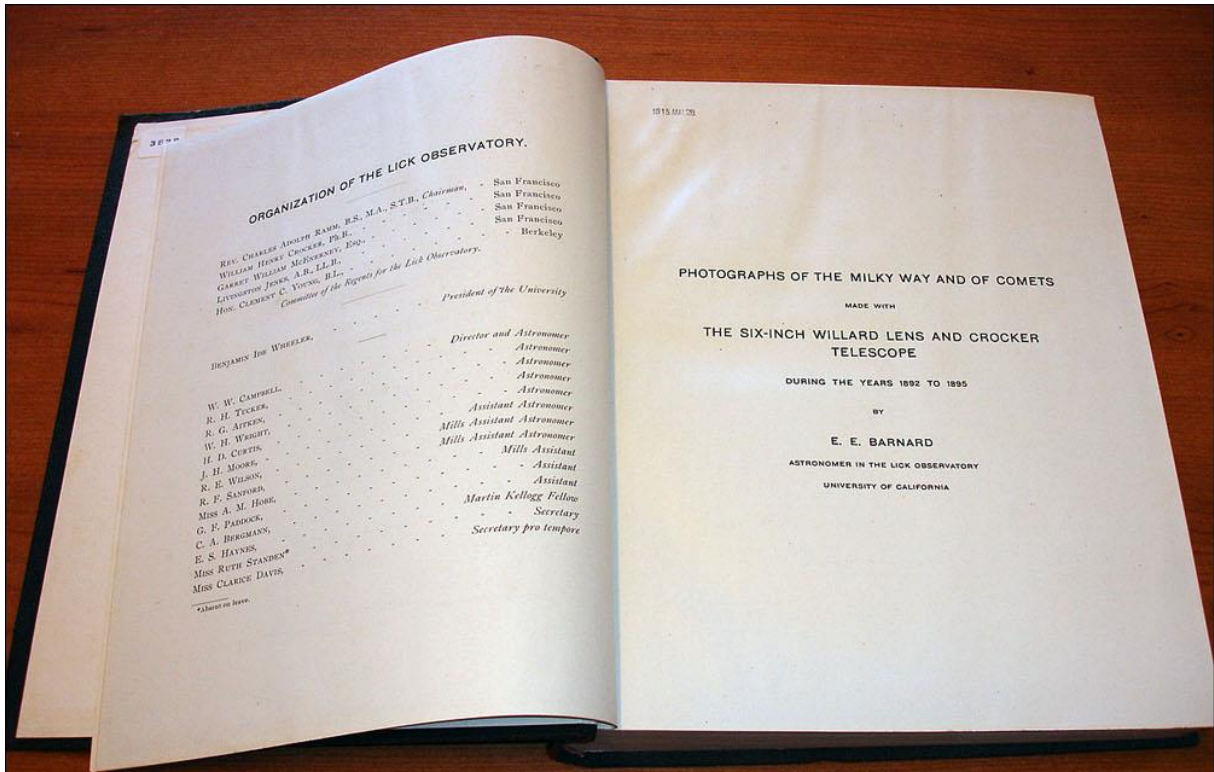 ORGANIZATION OF THE LICK OBSERVATORY.
REV. CHARLES ADOLPH RAMM, B.S., M.A., S.T.B., Chairman, - San Francisco
WILLIAM HENRY CROCKER, Ph.B., - - - - San Francisco
GARRET WILLIAM McENERNEY, Esq., - - - - San Francisco
LIVINGSTON JENKS, A.B., LL.B., - - - - San Francisco
HON. CLEMENT C. YOUNG, B.L., - - - - Berkeley
Committee of the Regents for the Lick Observatory.
BENJAMIN IDE WHEELER, - - - - President of the University
W. W. CAMPBELL, - - - - Director and Astronomer
R. H. TUCKER, - - - - Astronomer
R. G. AITKEN, - - - - Astronomer
W. H. WRIGHT, - - - - Astronomer
H. D. CURTIS, - - - - Astronomer
J. H. MOORE, - - - - Assistant Astronomer
R. E. WILSON, - - - - Mills Assistant Astronomer
R. F. SANFORD, - - - - Mills Assistant Astronomer
MISS A. M. HOBE, - - - - Mills Assistant
G. F. PADDOCK, - - - - Assistant
C. A. BERGMANN, - - - - Assistant
E. S. HAYNES, - - - - Martin Kellogg Fellow
MISS RUTH STANDEN* - - - - Secretary
MISS CLARICE DAVIS, - - - - Secretary pro tempore
*Absent on leave.
1915
PHOTOGRAPHS OF THE MILKY WAY AND OF COMETS
MADE WITH
THE SIX-INCH WILLARD LENS AND CROCKER
TELESCOPE
DURING THE YEARS 1892 TO 1895
BY
E. E. BARNARD
ASTRONOMER IN THE LICK OBSERVATORY
UNIVERSITY OF CALIFORNIA